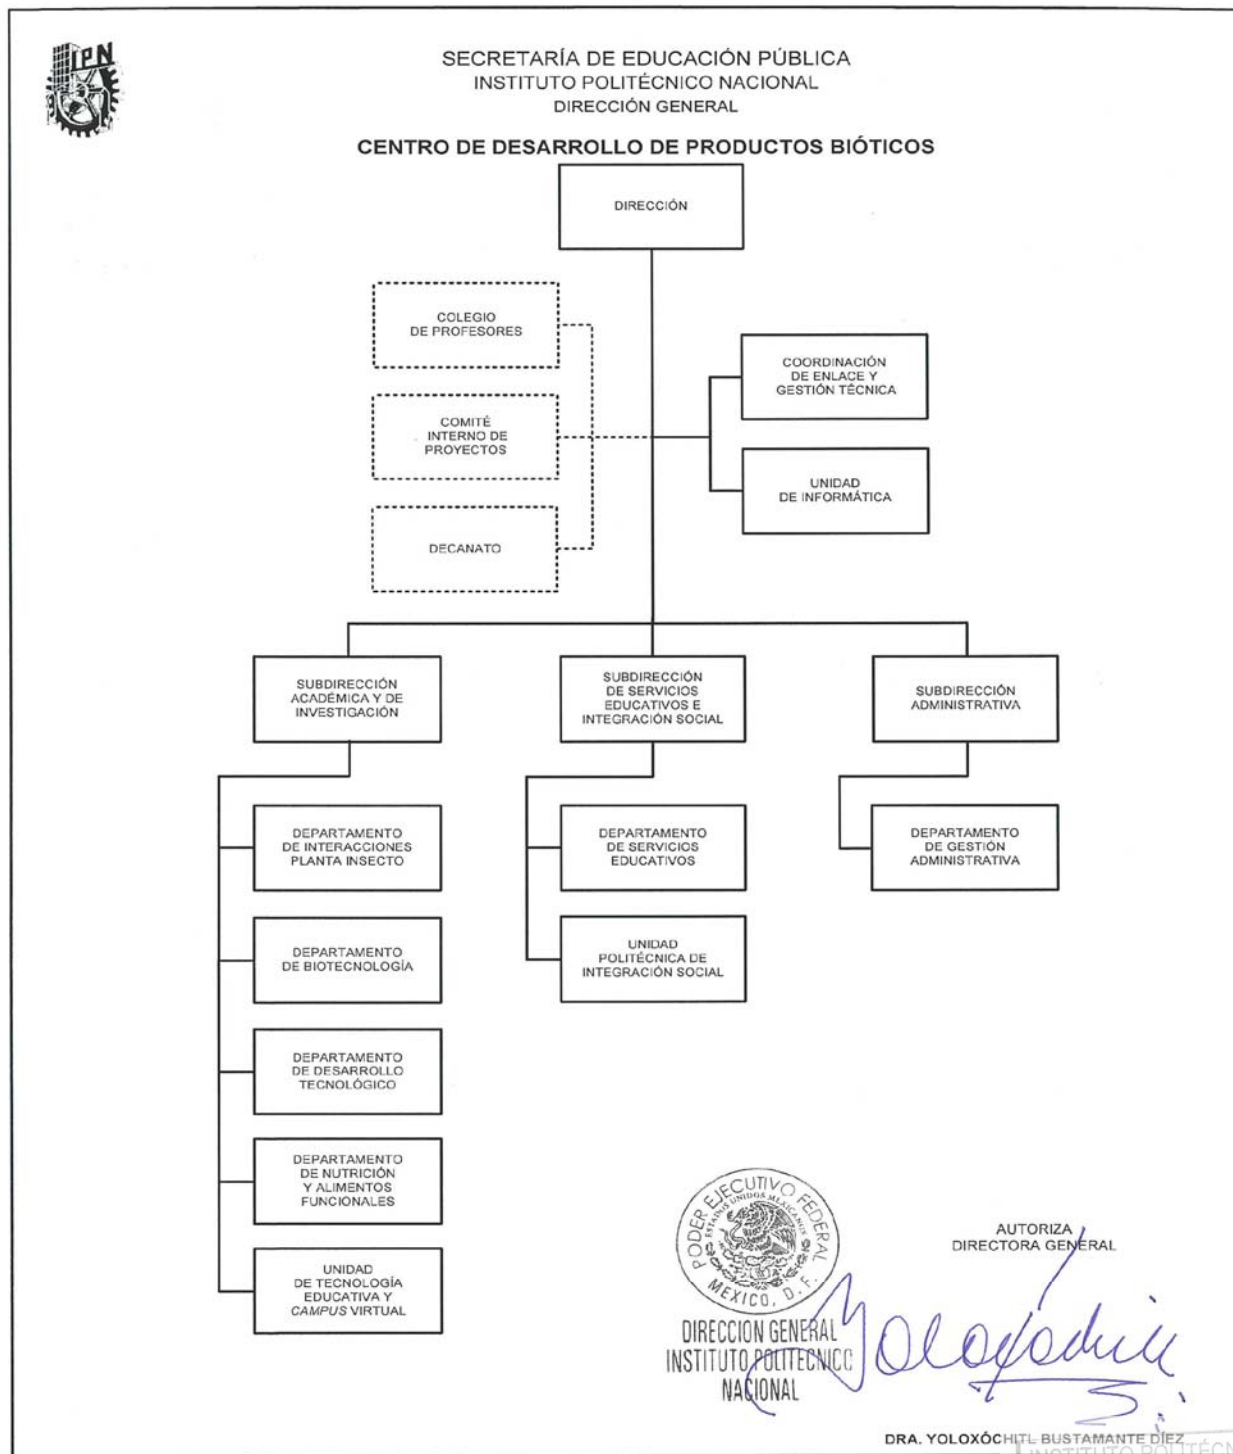 IPN
SECRETARÍA DE EDUCACIÓN PÚBLICA
INSTITUTO POLITÉCNICO NACIONAL
DIRECCIÓN GENERAL
CENTRO DE DESARROLLO DE PRODUCTOS BIÓTICOS
DIRECCIÓN
COLEGIO
DE PROFESORES
COMITÉ
INTERNO DE
PROYECTOS
DECANATO
COORDINACIÓN
DE ENLACE Y
GESTIÓN TÉCNICA
UNIDAD
DE INFORMÁTICA
SUBDIRECCIÓN
ACADÉMICA Y DE
INVESTIGACIÓN
SUBDIRECCIÓN
DE SERVICIOS
EDUCATIVOS E
INTEGRACIÓN SOCIAL
SUBDIRECCIÓN
ADMINISTRATIVA
DEPARTAMENTO
DE INTERACCIONES
PLANTA INSECTO
DEPARTAMENTO
DE BIOTECNOLOGÍA
DEPARTAMENTO
DE DESARROLLO
TECNOLÓGICO
DEPARTAMENTO
DE NUTRICIÓN
Y ALIMENTOS
FUNCIONALES
UNIDAD
DE TECNOLOGÍA
EDUCATIVA Y
CAMPUS VIRTUAL
DEPARTAMENTO
DE SERVICIOS
EDUCATIVOS
UNIDAD
POLITÉCNICA DE
INTEGRACIÓN SOCIAL
DEPARTAMENTO
DE GESTIÓN
ADMINISTRATIVA
PODER EJECUTIVO FEDERAL
ESTADOS UNIDOS MEXICANOS
MEXICO, D. F.
DIRECCION GENERAL
INSTITUTO POLITECNICO
NACIONAL
AUTORIZA
DIRECTORA GENERAL
Yoloxóchitl
DRA. YOLOXÓCHITL BUSTAMANTE DÍEZ
INSTITUTO POLITÉCN